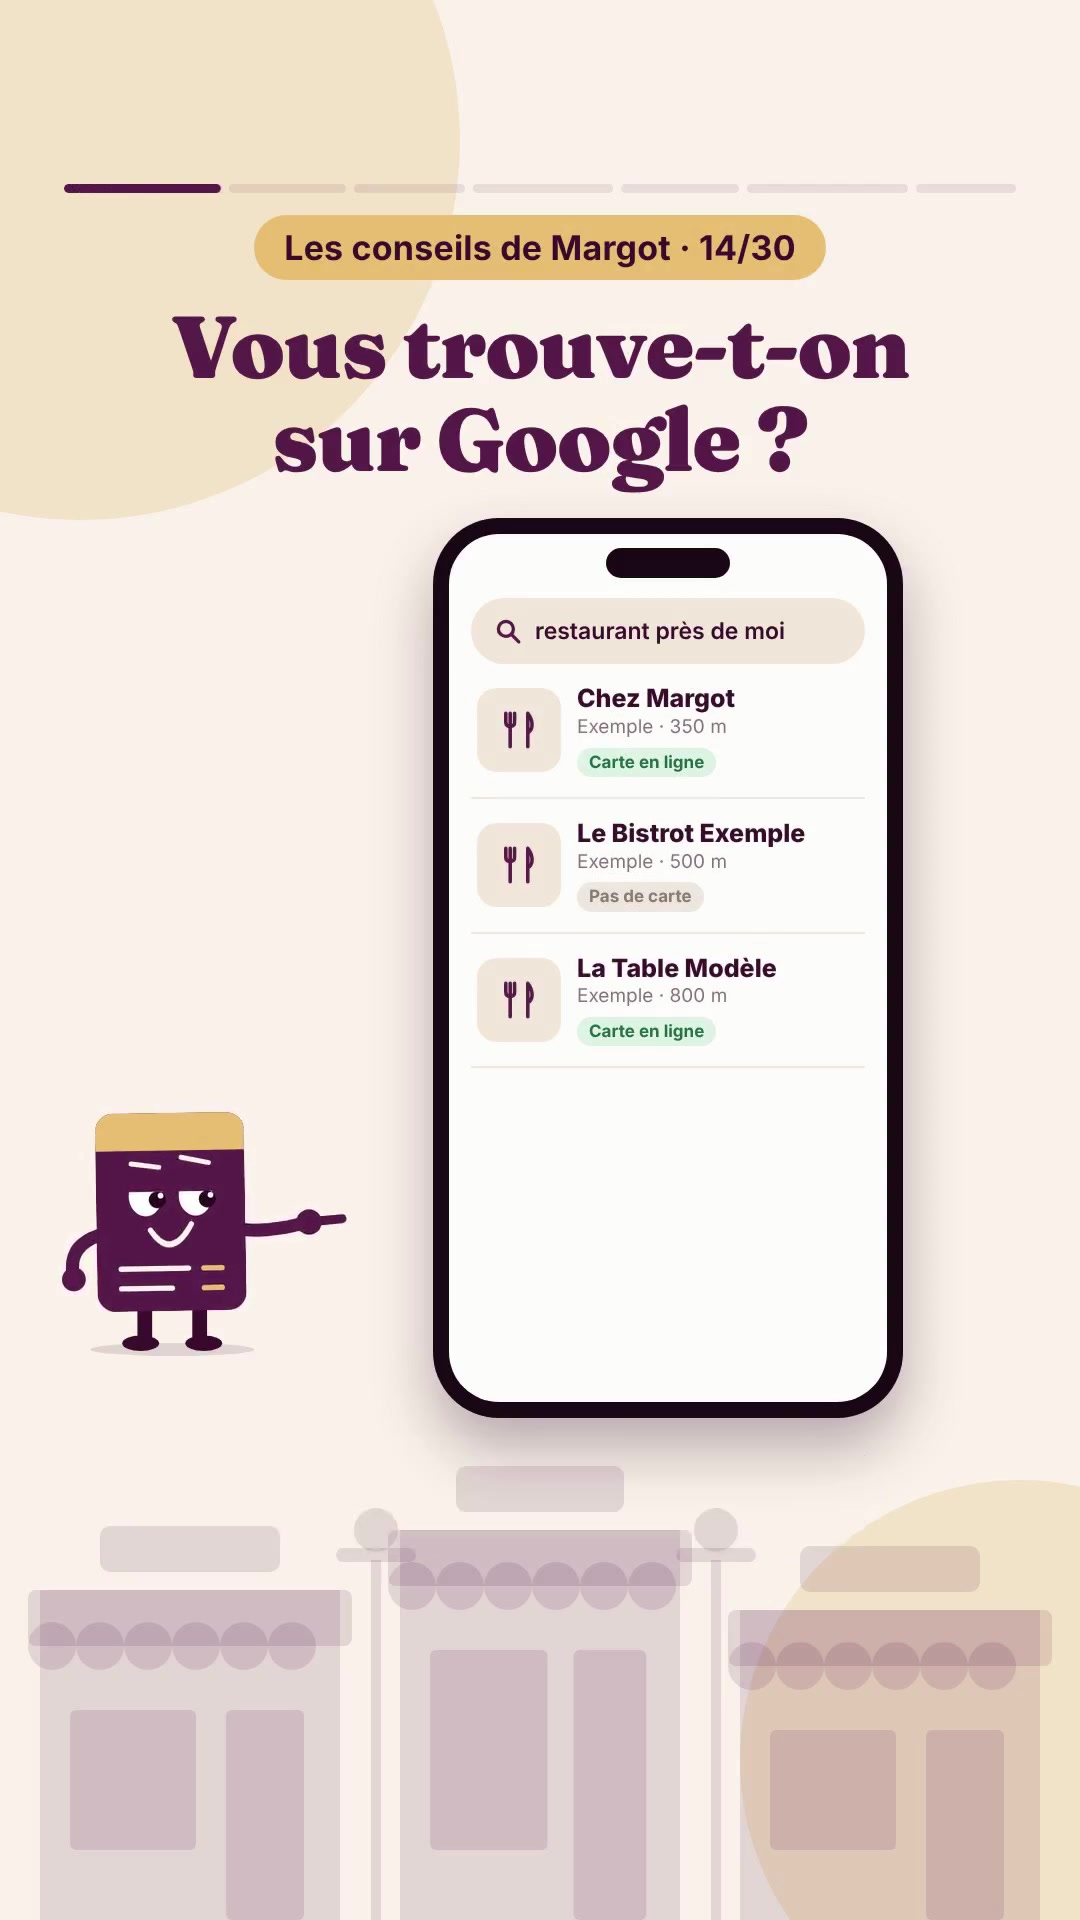 Les conseils de Margot · 14/30
Vous trouve-t-on
sur Google ?
restaurant près de moi
Chez Margot
Exemple · 350 m
Carte en ligne
Le Bistrot Exemple
Exemple · 500 m
Pas de carte
La Table Modèle
Exemple · 800 m
Carte en ligne